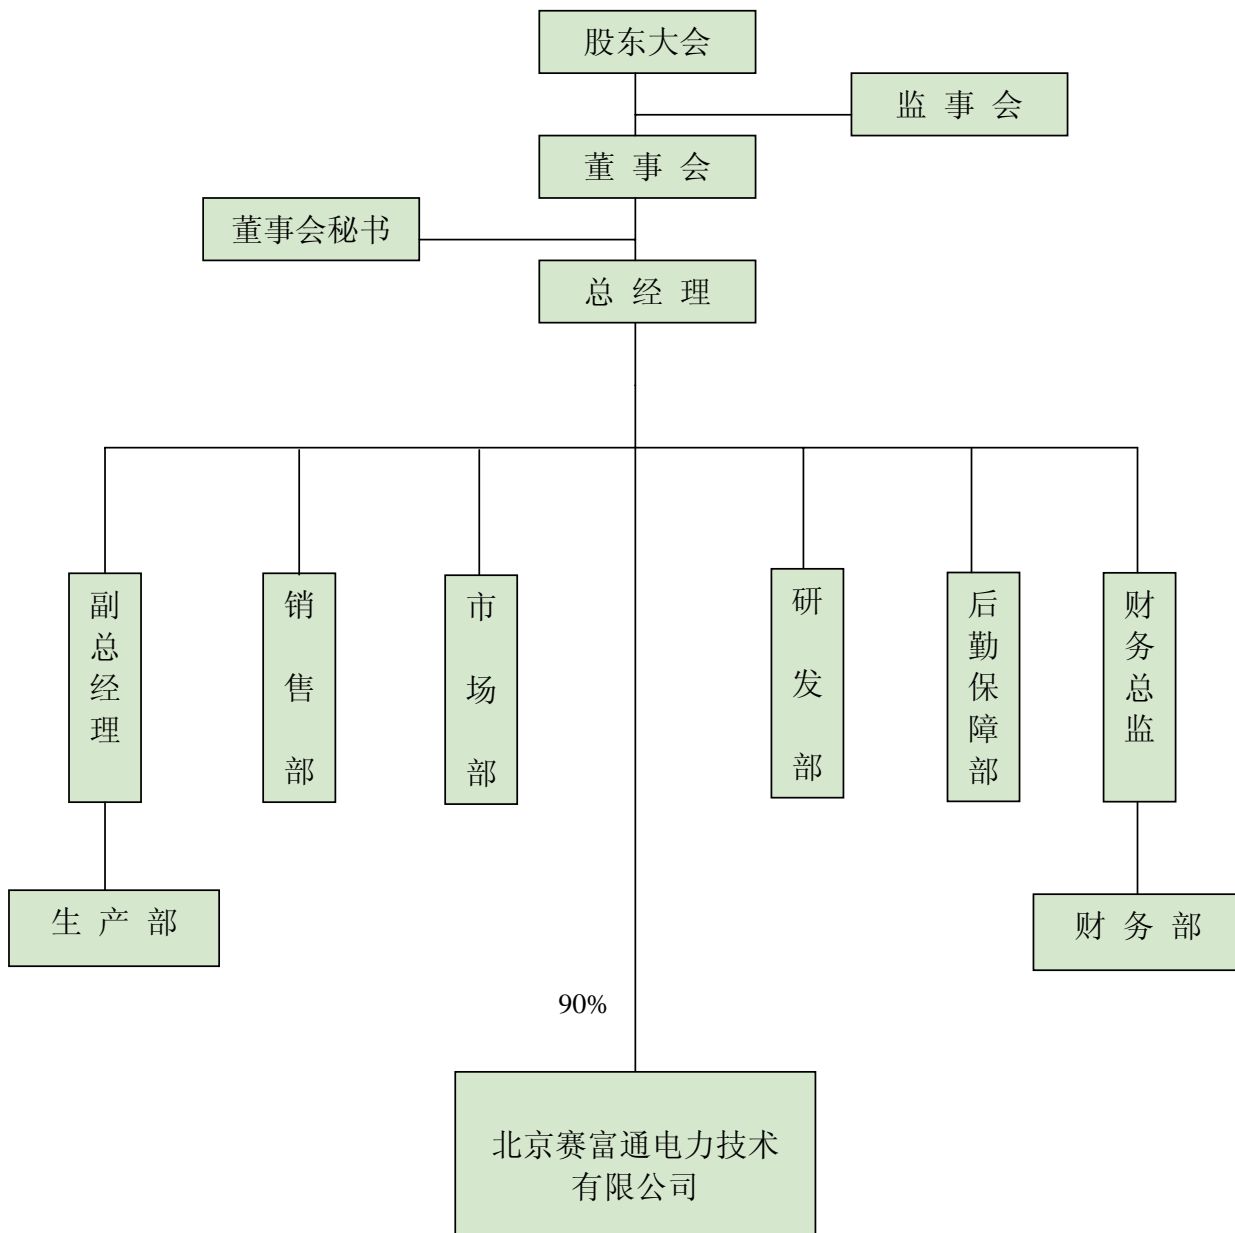 股东大会
监 事 会
董 事 会
董事会秘书
总 经 理
副总经理
销售部
市场部
研发部
后勤保障部
财务总监
生 产 部
财 务 部
90%
北京赛富通电力技术
有限公司